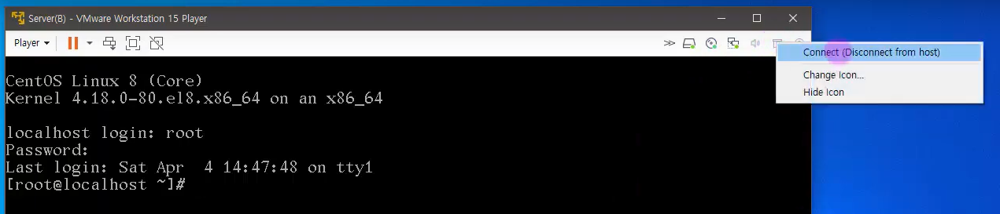 Server(B) - VMware Workstation 15 Player
Player
Connect (Disconnect from host)
Change Icon...
Hide Icon
CentOS Linux 8 (Core)
Kernel 4.18.0-80.el8.x86_64 on an x86_64
localhost login: root
Password:
Last login: Sat Apr  4 14:47:48 on tty1
[root@localhost ~]#